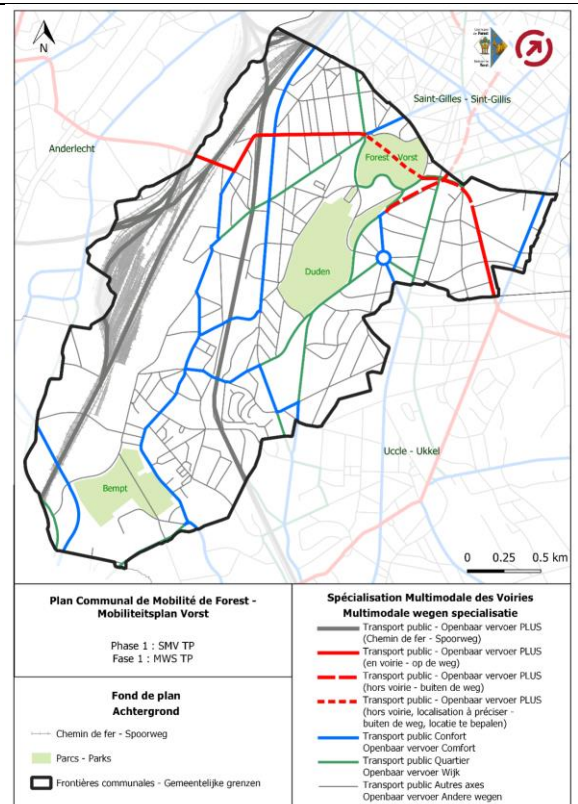 N
Commune
de Forest
Gemeente
Vorst
Saint-Gilles - Sint-Gillis
Anderlecht
Forest - Vorst
Duden
Uccle - Ukkel
Bempt
0 0.25 0.5 km
Plan Communal de Mobilité de Forest -
Mobiliteitsplan Vorst
Phase 1 : SMV TP
Fase 1 : MWS TP
Fond de plan
Achtergrond
Chemin de fer - Spoorweg
Parcs - Parks
Frontières communales - Gemeentelijke grenzen
Spécialisation Multimodale des Voiries
Multimodale wegen specialisatie
Transport public - Openbaar vervoer PLUS
(Chemin de fer - Spoorweg)
Transport public - Openbaar vervoer PLUS
(en voirie - op de weg)
Transport public - Openbaar vervoer PLUS
(hors voirie - buiten de weg)
Transport public - Openbaar vervoer PLUS
(hors voirie, localisation à préciser -
buiten de weg, locatie te bepalen)
Transport public Confort
Openbaar vervoer Comfort
Transport public Quartier
Openbaar vervoer Wijk
Transport public Autres axes
Openbaar vervoer Andere wegen